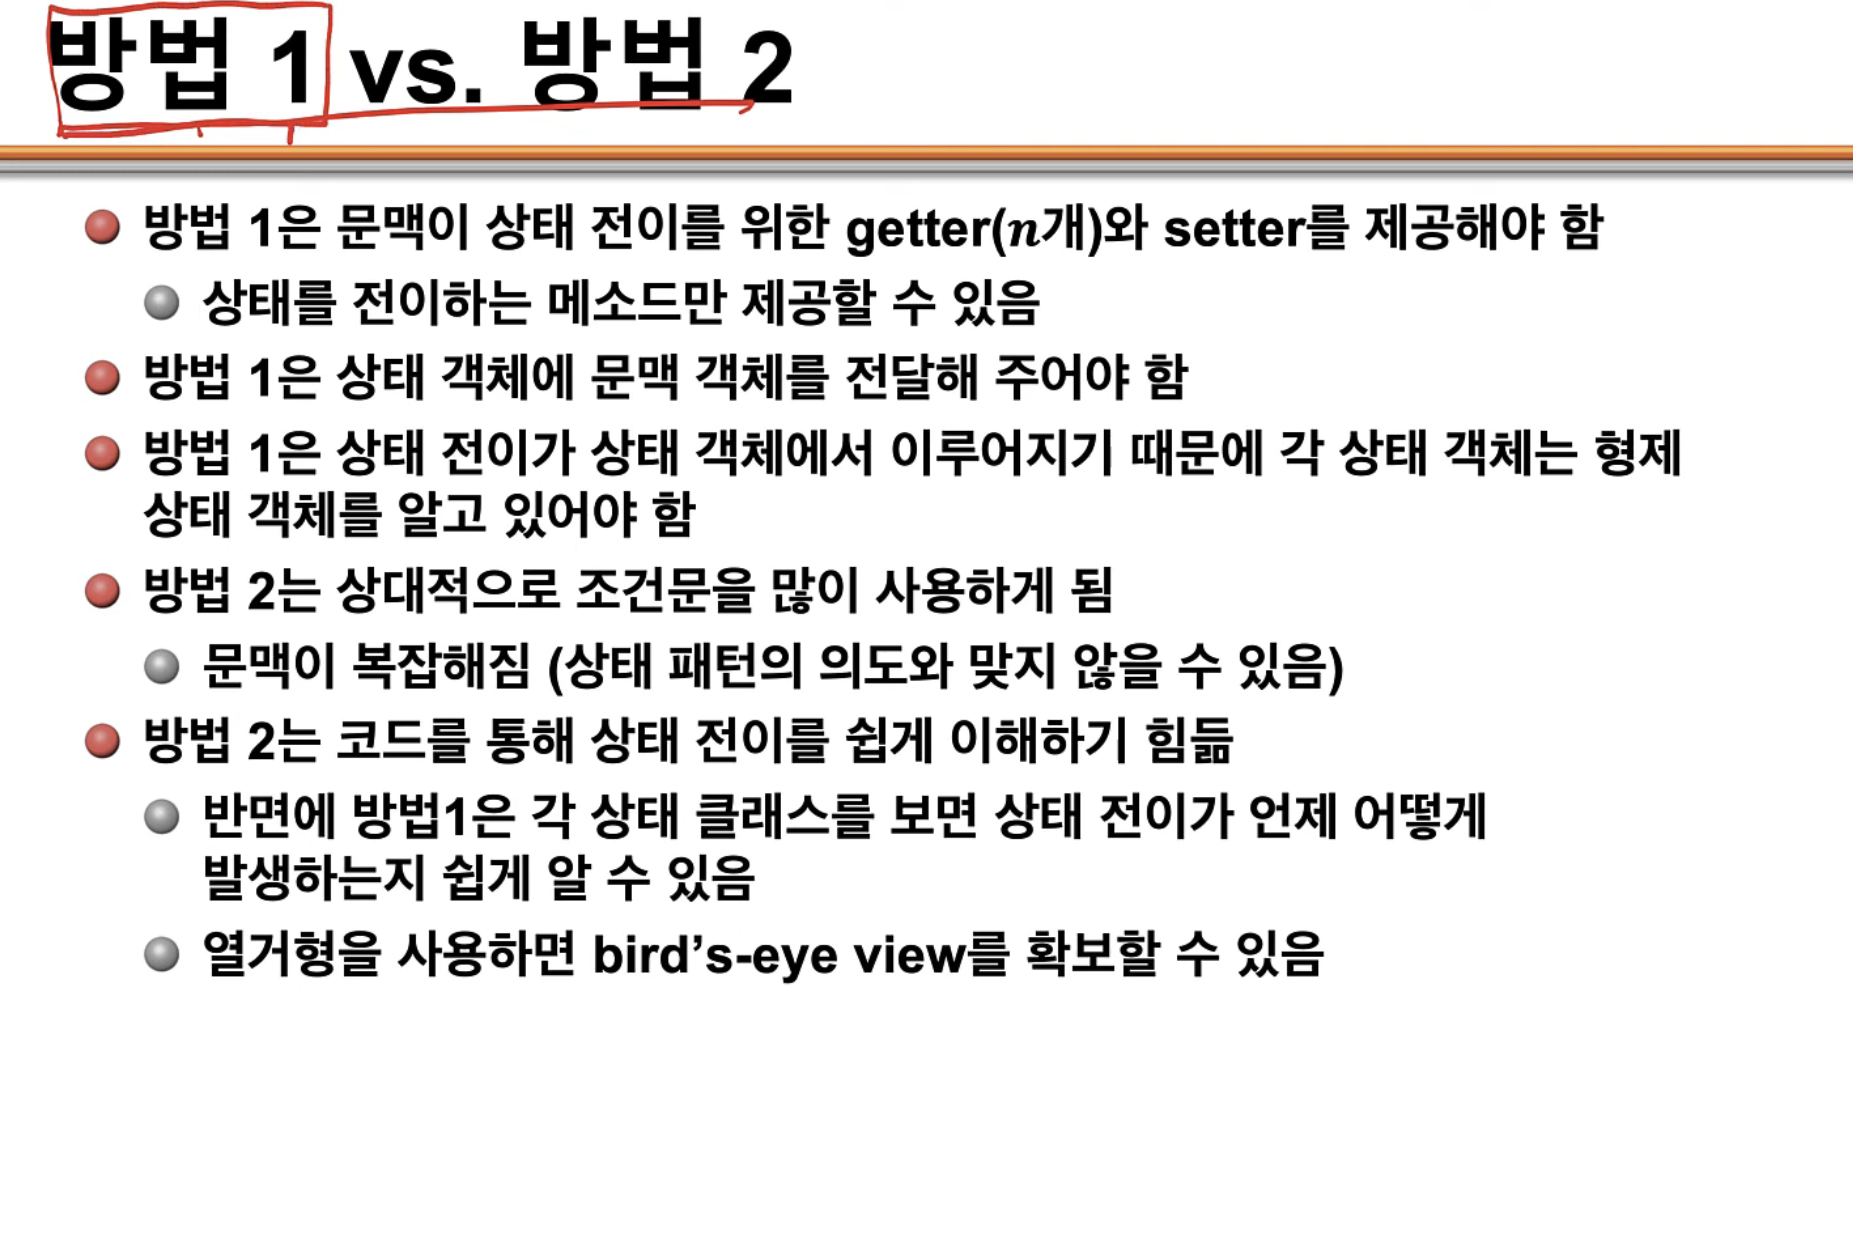 방법 1 vs. 방법 2
방법 1은 문맥이 상태 전이를 위한 getter(n개)와 setter를 제공해야 함
상태를 전이하는 메소드만 제공할 수 있음
방법 1은 상태 객체에 문맥 객체를 전달해 주어야 함
방법 1은 상태 전이가 상태 객체에서 이루어지기 때문에 각 상태 객체는 형제
상태 객체를 알고 있어야 함
방법 2는 상대적으로 조건문을 많이 사용하게 됨
문맥이 복잡해짐 (상태 패턴의 의도와 맞지 않을 수 있음)
방법 2는 코드를 통해 상태 전이를 쉽게 이해하기 힘듦
반면에 방법1은 각 상태 클래스를 보면 상태 전이가 언제 어떻게
발생하는지 쉽게 알 수 있음
열거형을 사용하면 bird’s-eye view를 확보할 수 있음